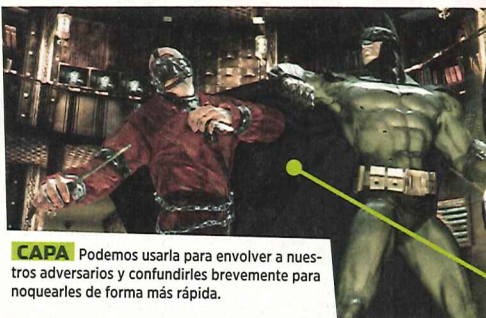 CAPA Podemos usarla para envolver a nues-
tros adversarios y confundirles brevemente para
noquearles de forma más rápida.